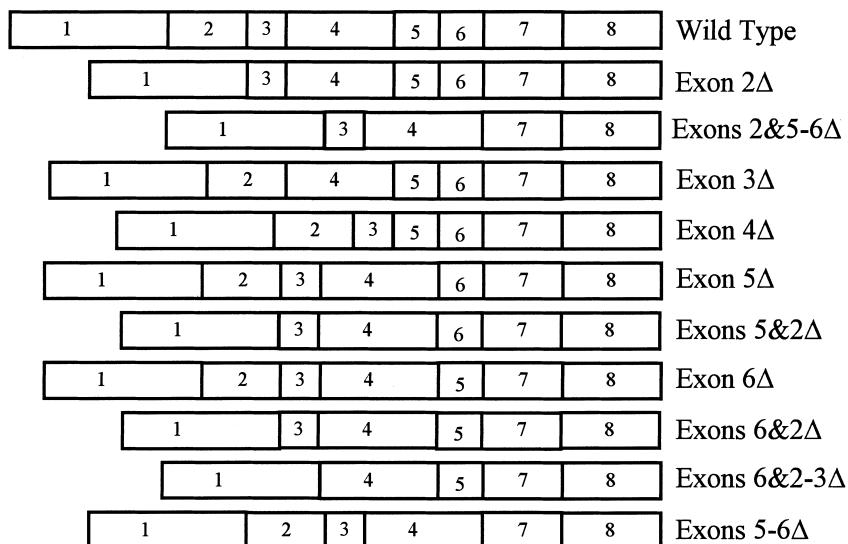 1 2 3 4 5 6 7 8 Wild Type
1 3 4 5 6 7 8 Exon 2Δ
1 3 4 7 8 Exons 2&5-6Δ
1 2 4 5 6 7 8 Exon 3Δ
1 2 3 5 6 7 8 Exon 4Δ
1 2 3 4 6 7 8 Exon 5Δ
1 3 4 6 7 8 Exons 5&2Δ
1 2 3 4 5 7 8 Exon 6Δ
1 3 4 5 7 8 Exons 6&2Δ
1 4 5 7 8 Exons 6&2-3Δ
1 2 3 4 7 8 Exons 5-6Δ